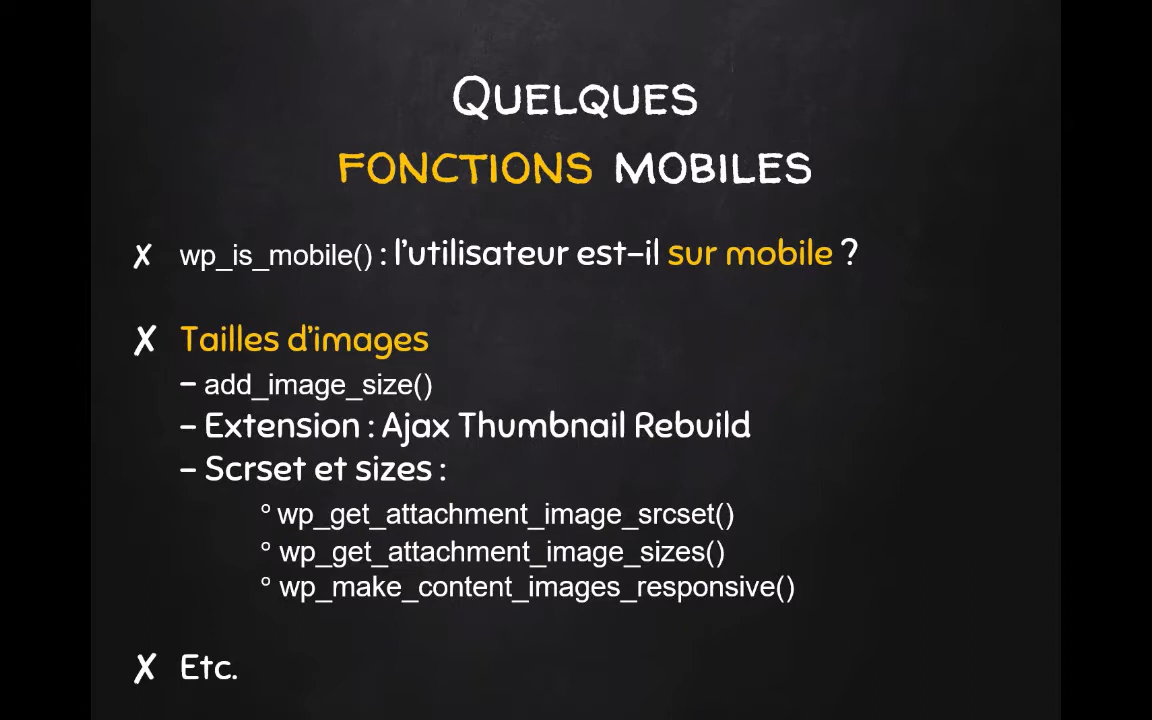 Quelques
fonctions mobiles
✗ wp_is_mobile() : l'utilisateur est-il sur mobile ?
✗ Tailles d'images
– add_image_size()
– Extension : Ajax Thumbnail Rebuild
– Scrset et sizes :
° wp_get_attachment_image_srcset()
° wp_get_attachment_image_sizes()
° wp_make_content_images_responsive()
✗ Etc.